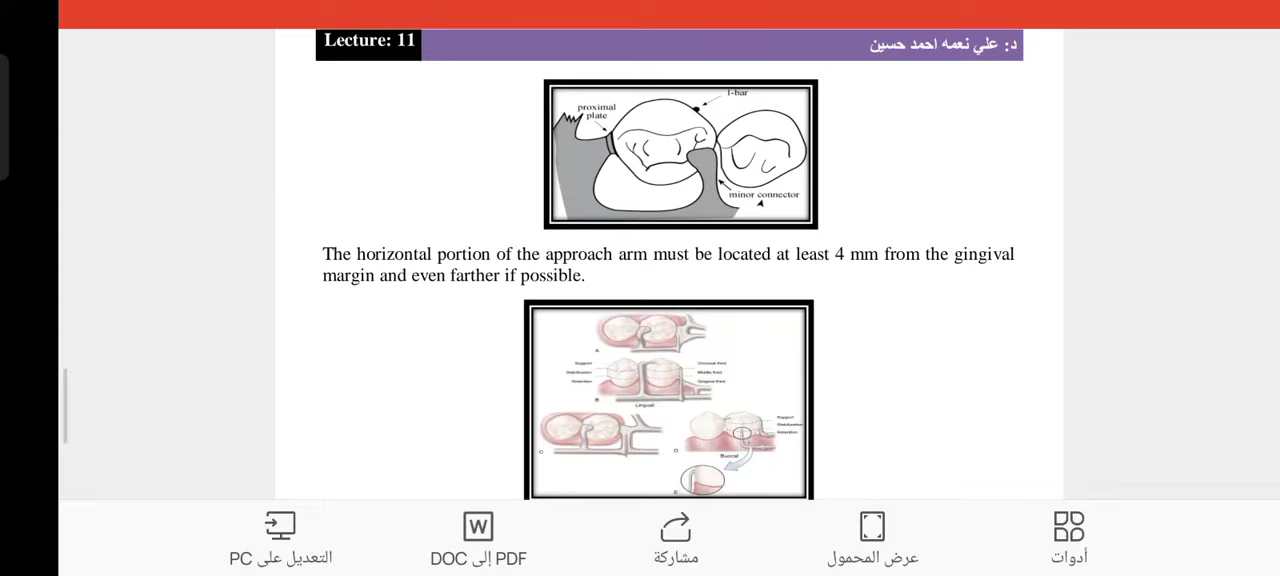 Lecture: 11
د: علي نعمه احمد حسين
I-bar
proximal
plate
minor connector
The horizontal portion of the approach arm must be located at least 4 mm from the gingival
margin and even farther if possible.
A
Support
Stabilization
Retention
Occlusal third
Middle third
Gingival third
B
Lingual
C
D
Support
Stabilization
Retention
Buccal
E
التعديل على PC
PDF إلى DOC
مشاركة
عرض المحمول
أدوات